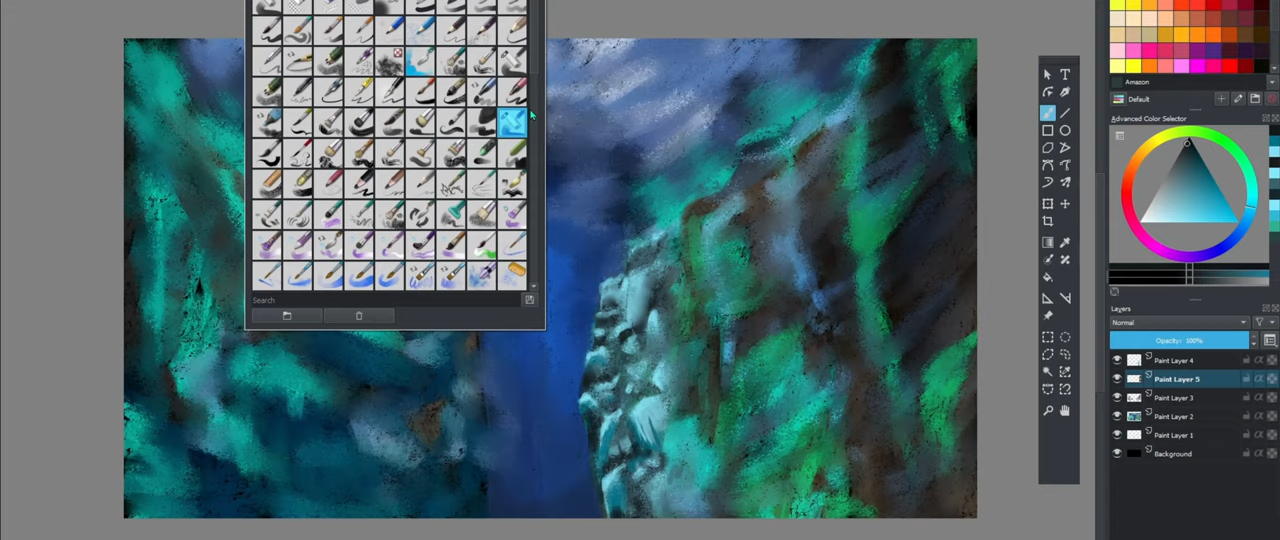 Amazon
Default
Advanced Color Selector
T
Layers
Normal
Opacity: 100%
Paint Layer 4
Paint Layer 5
Paint Layer 3
Paint Layer 2
Paint Layer 1
Background
Search